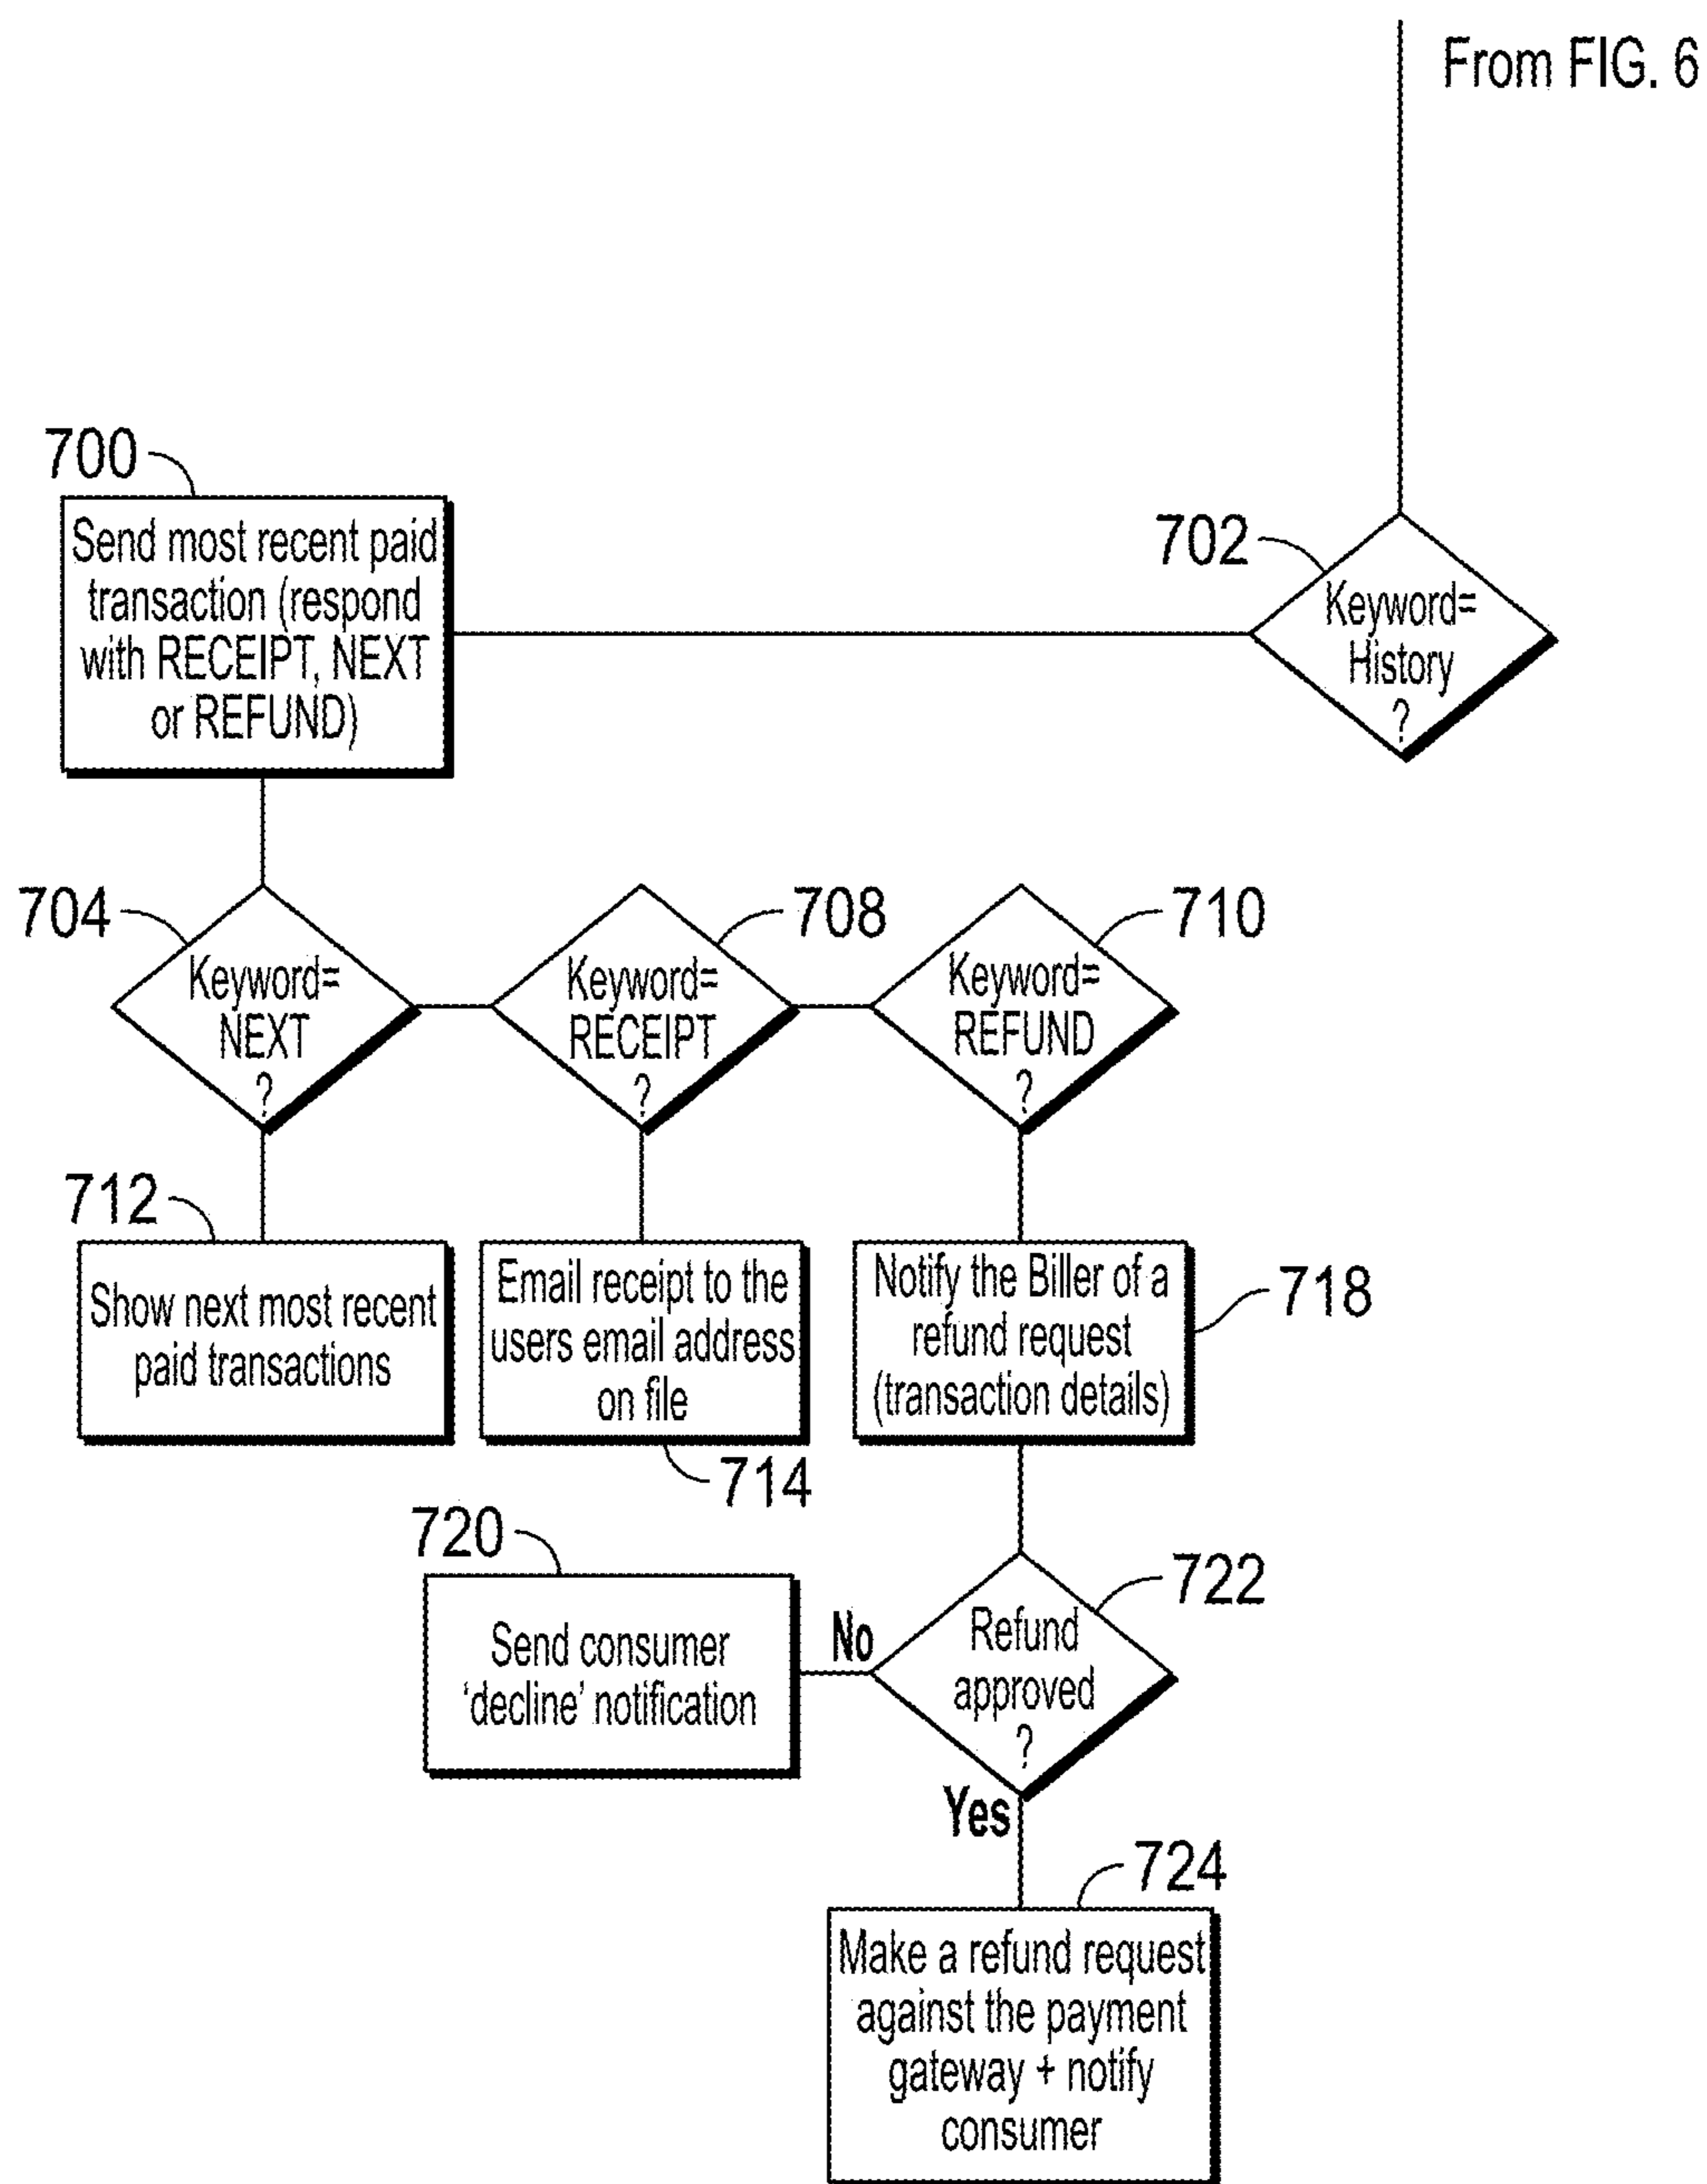 From FIG. 6
700
Send most recent paid
transaction (respond
with RECEIPT, NEXT
or REFUND)
702
Keyword=
History
?
704
Keyword=
NEXT
?
708
Keyword=
RECEIPT
?
710
Keyword=
REFUND
?
712
Show next most recent
paid transactions
Email receipt to the
users email address
on file
714
Notify the Biller of a
refund request
(transaction details)
718
720
Send consumer
‘decline’ notification
No
722
Refund
approved
?
Yes
724
Make a refund request
against the payment
gateway + notify
consumer